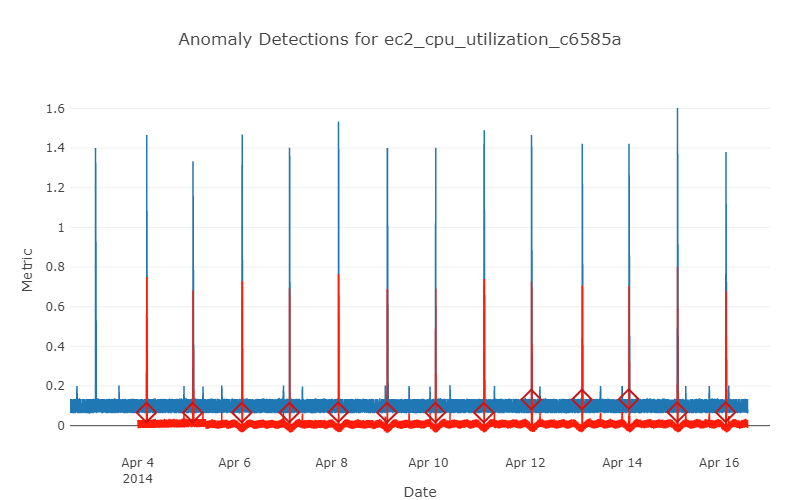 Anomaly Detections for ec2_cpu_utilization_c6585a
1.6
1.4
1.2
1
0.8
0.6
0.4
0.2
0
Metric
Apr 4
2014
Apr 6
Apr 8
Apr 10
Apr 12
Apr 14
Apr 16
Date